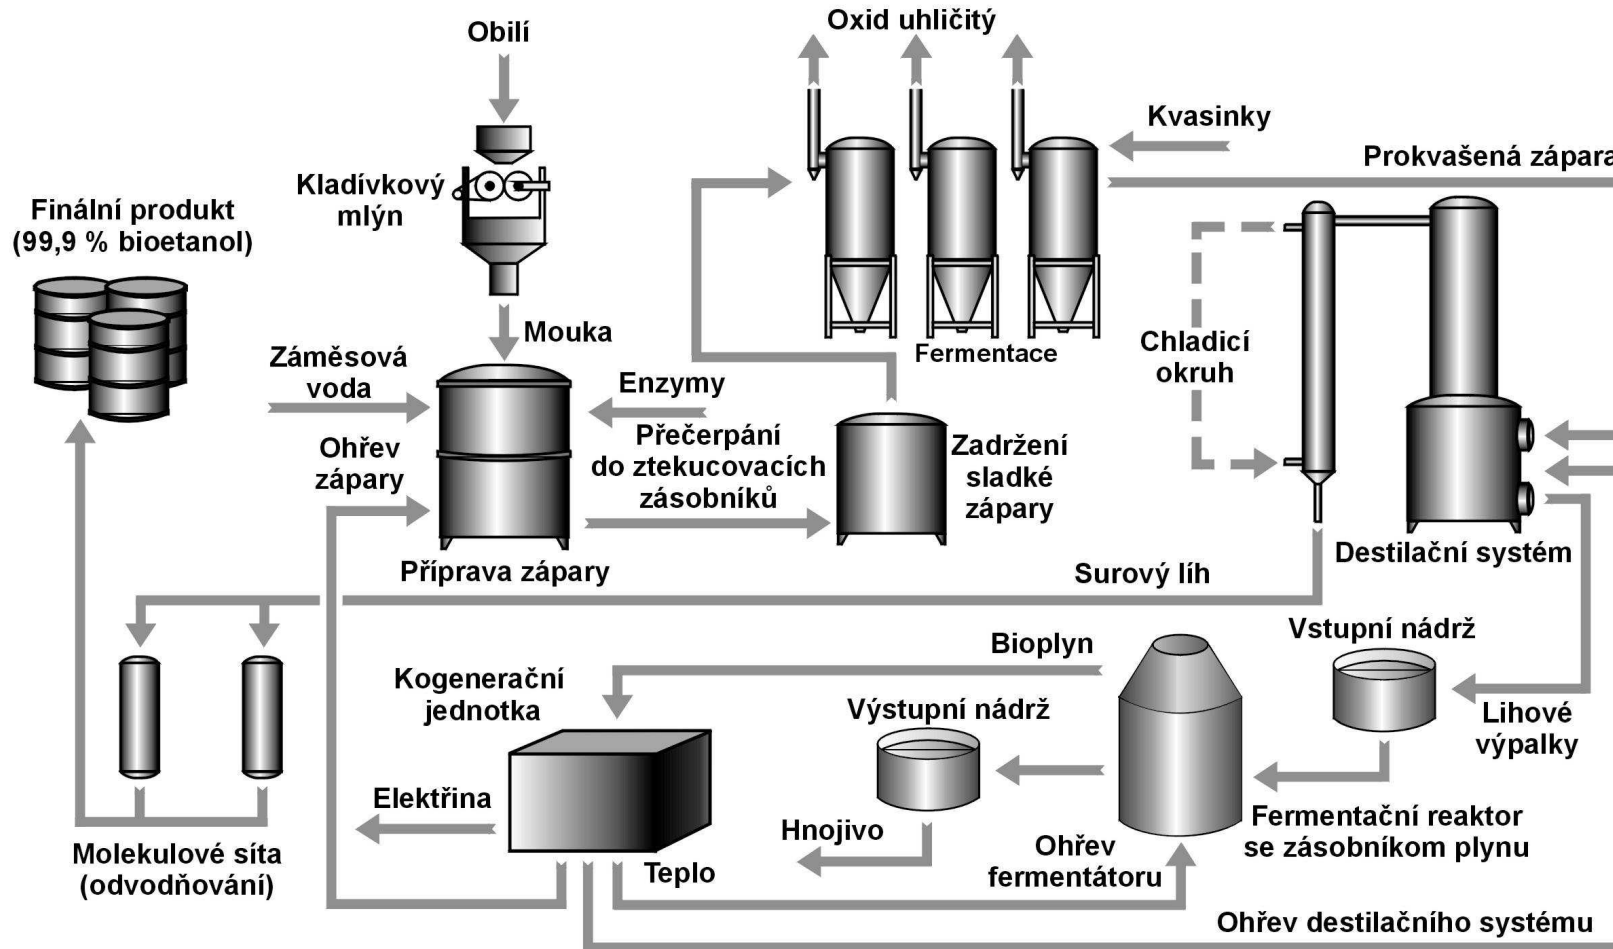 Obilí
Oxid uhličitý
Kvasinky
Prokvašená zápara
Kladívkový
mlýn
Finální produkt
(99,9 % bioetanol)
Mouka
Fermentace
Chladicí
okruh
Záměsová
voda
Enzymy
Ohřev
zápary
Přečerpání
do ztekucovacích
zásobníků
Zadržení
sladké
zápary
Příprava zápary
Destilační systém
Surový líh
Bioplyn
Vstupní nádrž
Kogenerační
jednotka
Výstupní nádrž
Lihové
výpalky
Elektřina
Hnojivo
Fermentační reaktor
se zásobníkom plynu
Molekulové síta
(odvodňování)
Teplo
Ohřev
fermentátoru
Ohřev destilačního systému